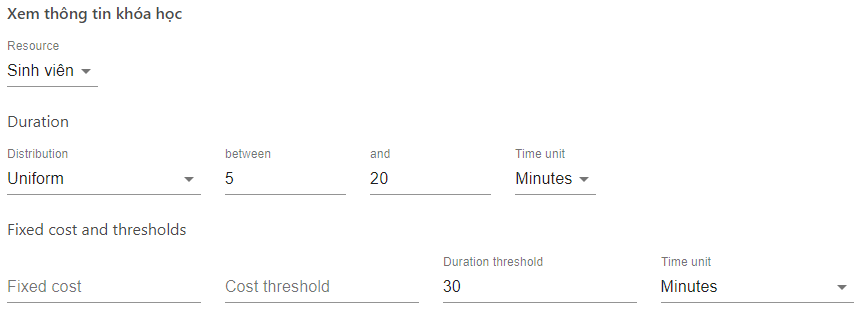 Xem thông tin khóa học
Resource
Sinh viên
Duration
Distribution between and Time unit
Uniform 5 20 Minutes
Fixed cost and thresholds
Duration threshold Time unit
Fixed cost Cost threshold 30 Minutes